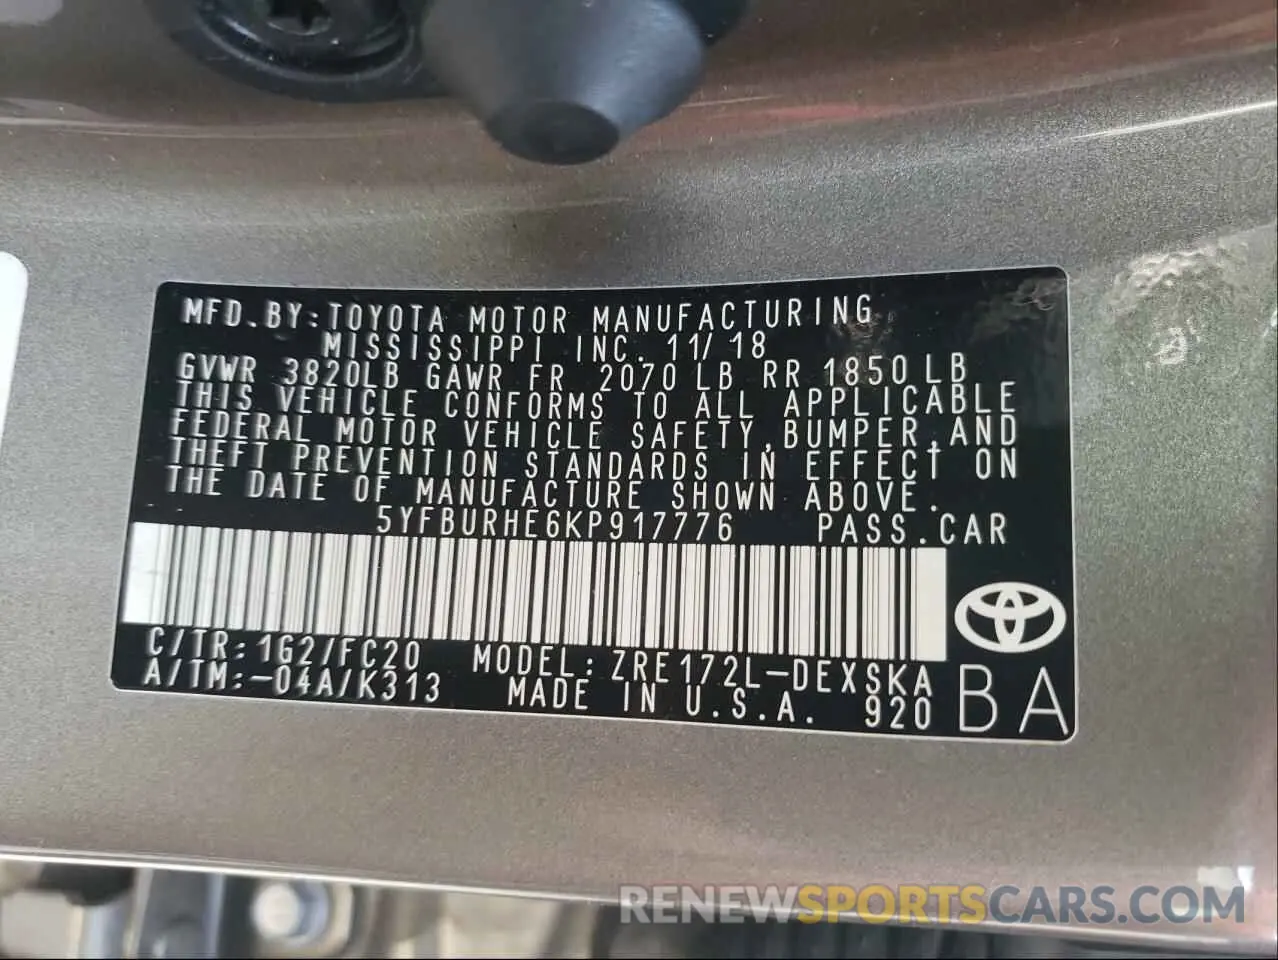 MFD.BY:TOYOTA MOTOR MANUFACTURING
MISSISSIPPI INC. 11/18
GVWR 3820LB GAWR FR 2070LB RR 1850LB
THIS VEHICLE CONFORMS TO ALL APPLICABLE
FEDERAL MOTOR VEHICLE SAFETY,BUMPER,AND
THEFT PREVENTION STANDARDS IN EFFECT ON
THE DATE OF MANUFACTURE SHOWN ABOVE.
5YFBURHE6KP917776 PASS.CAR
C/TR:1G2/FC20 MODEL:ZRE172L-DEXSKA
A/TM:-04A/K313 MADE IN U.S.A. 920
BA
RENEWSPORTSCARS.COM